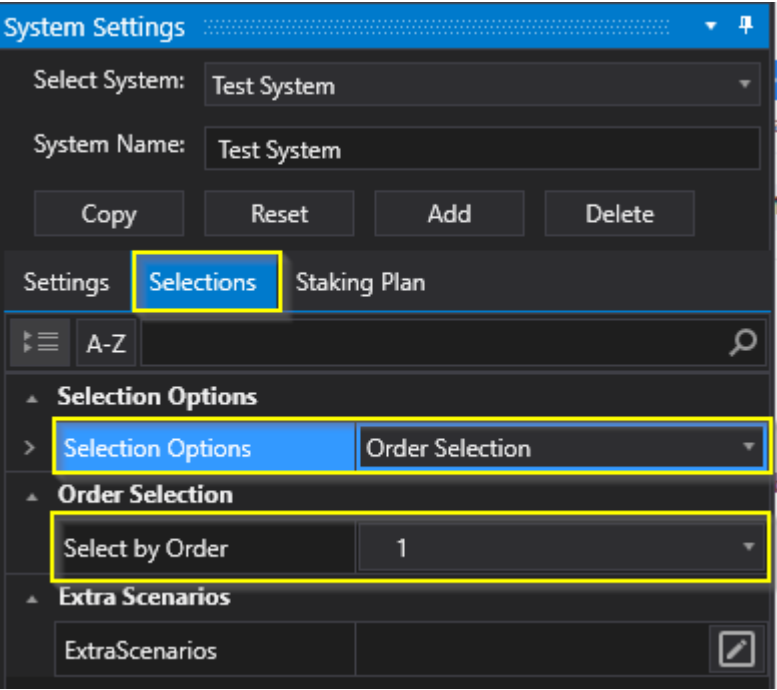 System Settings
Select System: Test System
System Name: Test System
Copy Reset Add Delete
Settings Selections Staking Plan
A-Z
Selection Options
Selection Options Order Selection
Order Selection
Select by Order 1
Extra Scenarios
ExtraScenarios